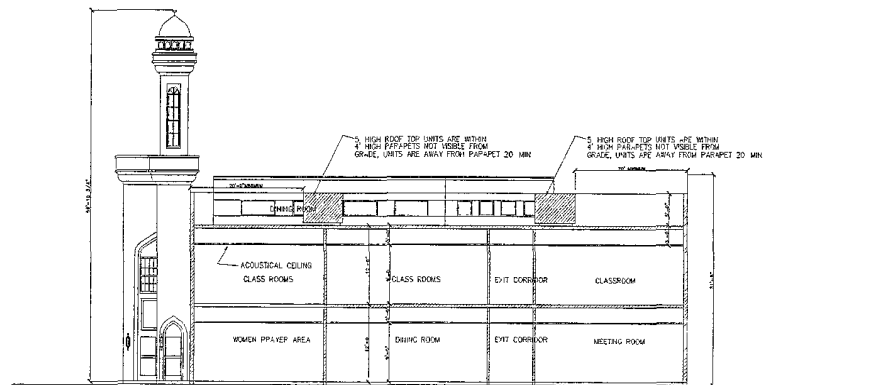 5, HIGH ROOF TOP UNITS ARE WITHIN
4' HIGH PARAPETS NOT VISIBLE FROM
GRADE, UNITS ARE AWAY FROM PARAPET 20 MIN
5, HIGH ROOF TOP UNITS ARE WITHIN
4' HIGH PARAPETS NOT VISIBLE FROM
GRADE, UNITS ARE AWAY FROM PARAPET 20 MIN
DINING ROOM
ACOUSTICAL CEILING
CLASS ROOMS
CLASS ROOMS
EXIT CORRIDOR
CLASSROOM
WOMEN PRAYER AREA
DINING ROOM
EXIT CORRIDOR
MEETING ROOM